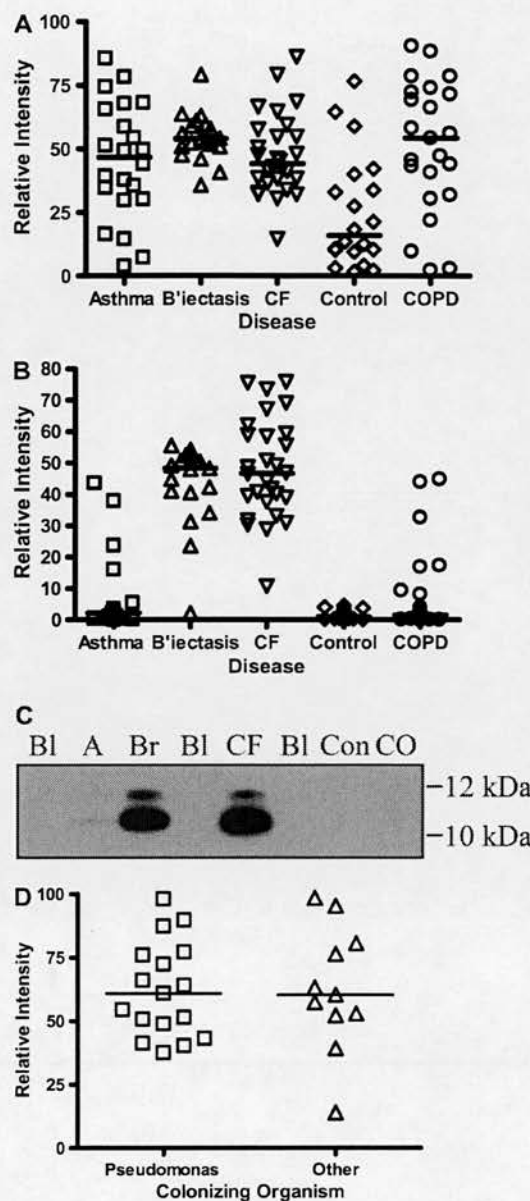 A
Relative Intensity
100
75
50
25
0
Asthma B'iectasis CF Control COPD
Disease
B
Relative Intensity
80
70
60
50
40
30
20
10
0
Asthma B'iectasis CF Control COPD
Disease
C
Bl A Br Bl CF Bl Con CO
12 kDa
10 kDa
D
Relative Intensity
100
75
50
25
0
Pseudomonas Other
Colonizing Organism